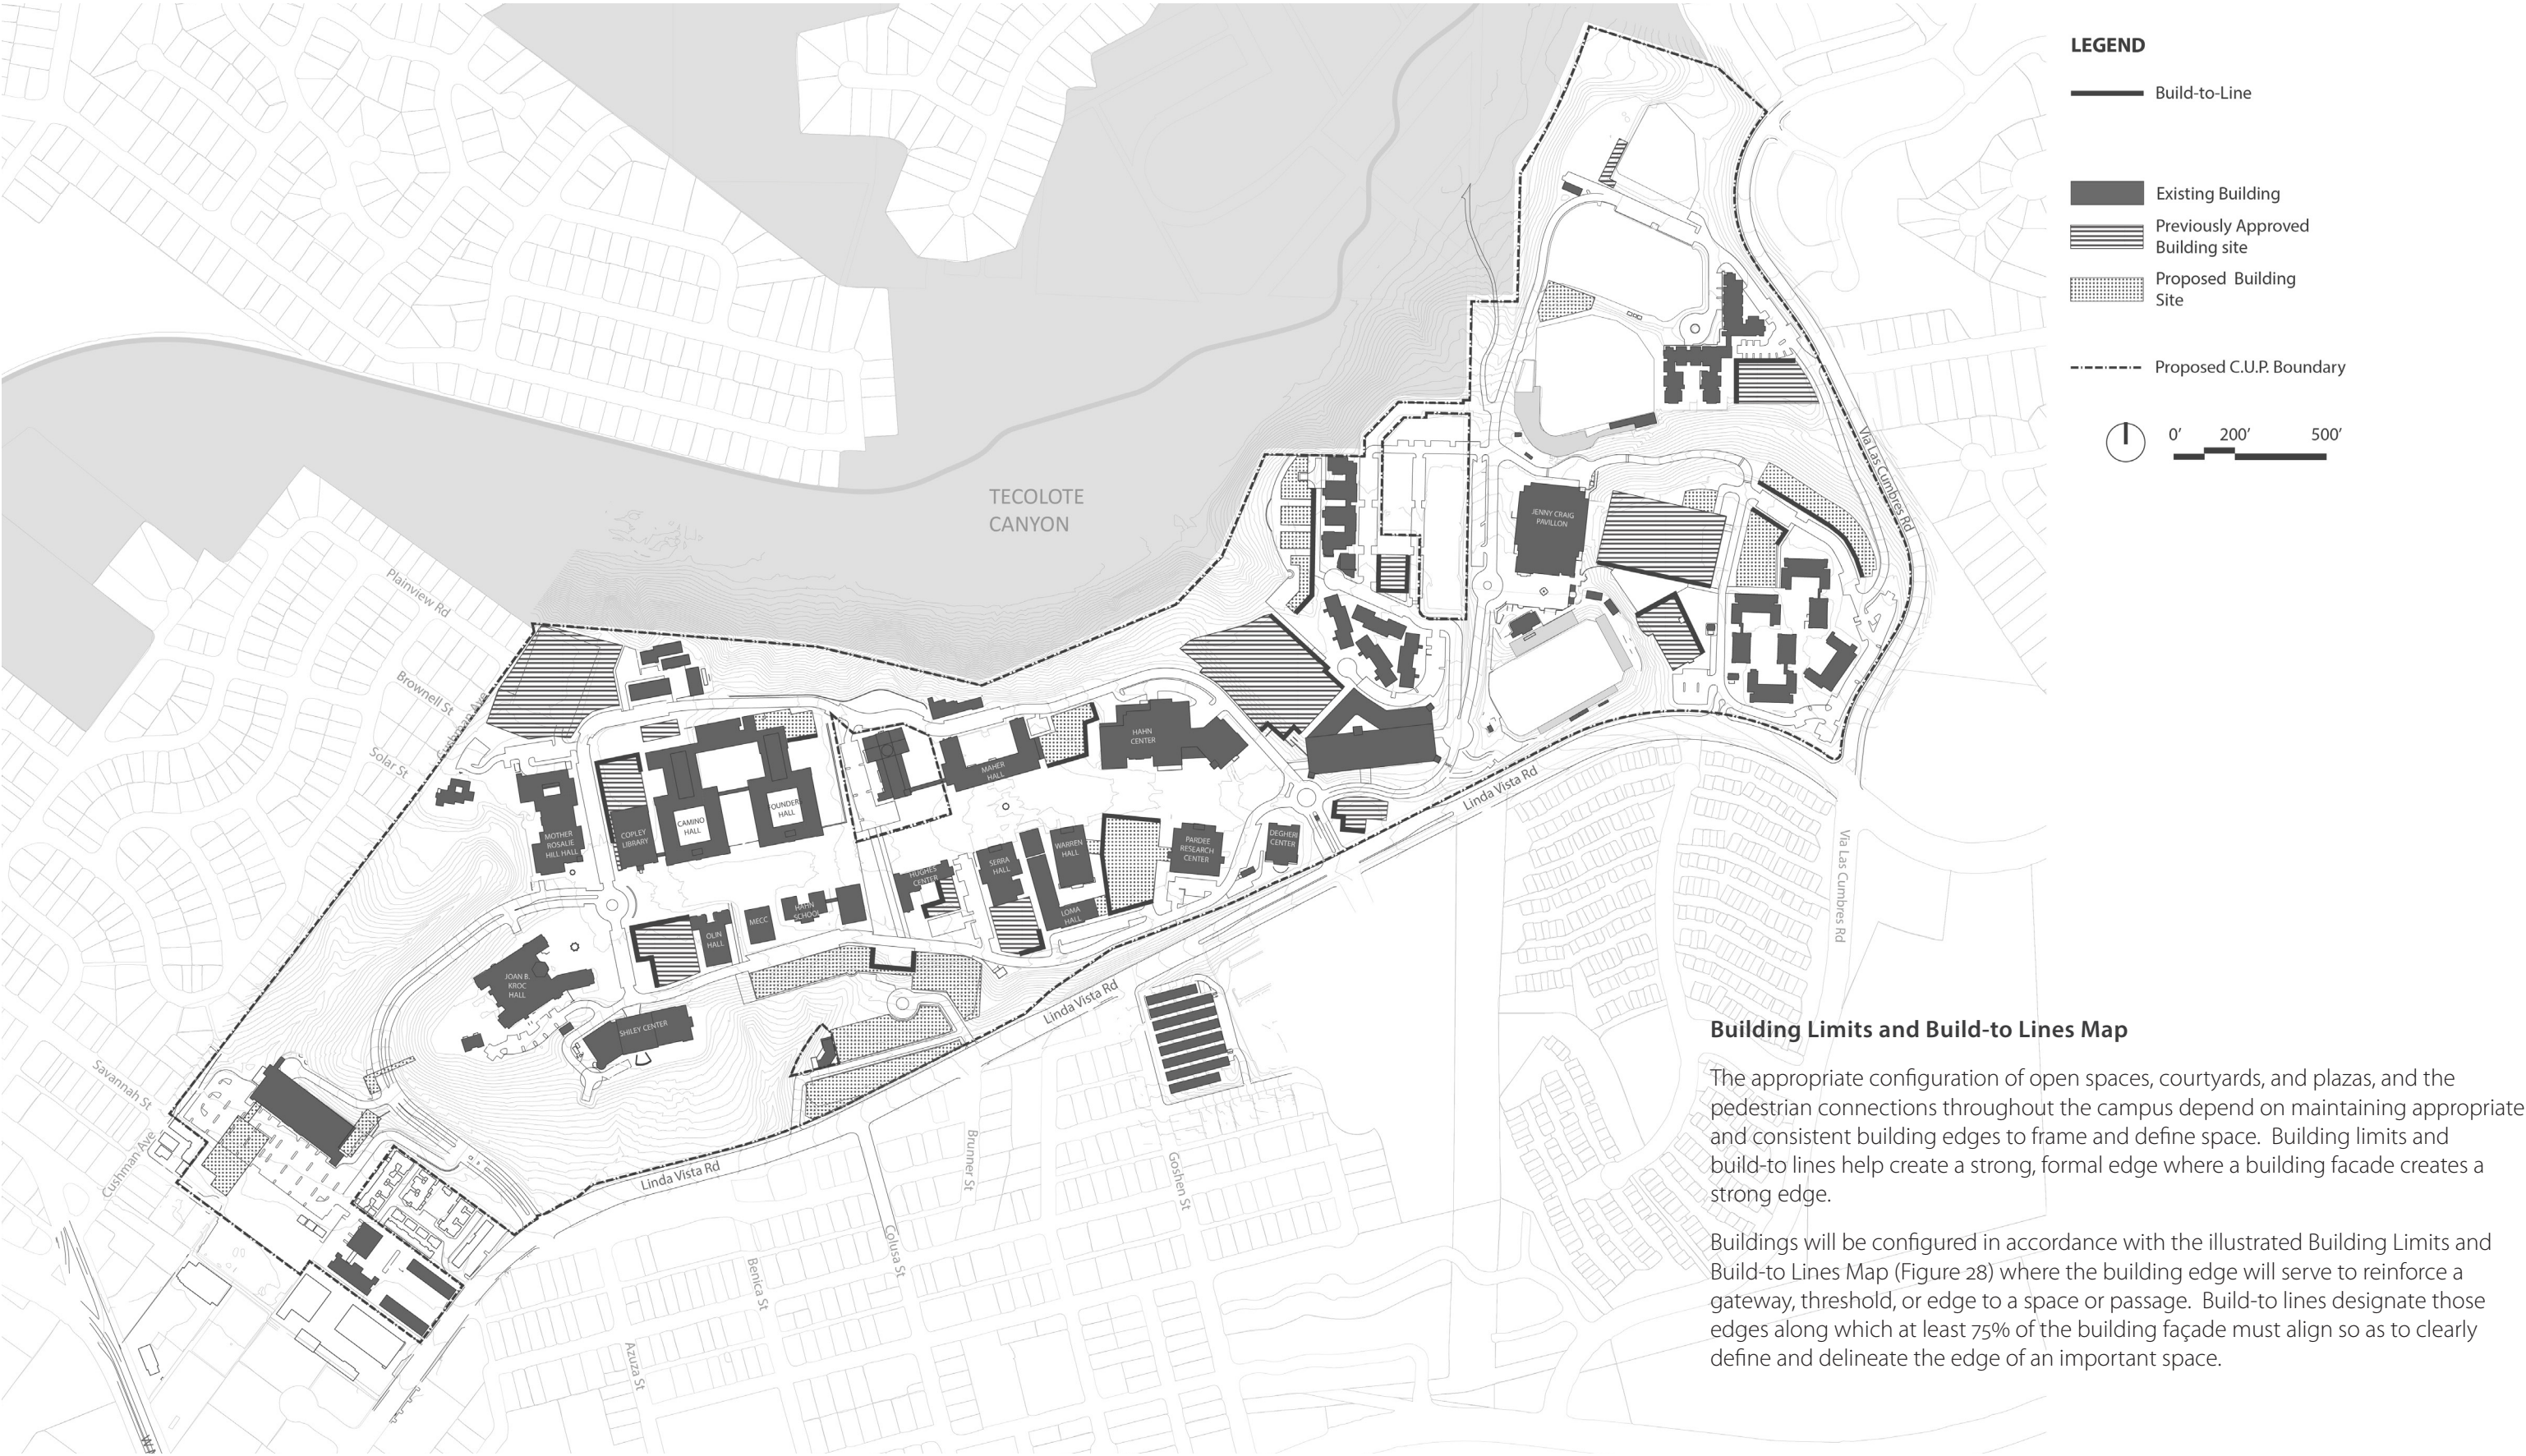 LEGEND
Build-to-Line
Existing Building
Previously Approved
Building site
Proposed Building
Site
Proposed C.U.P. Boundary
0’ 200’ 500’
TECOLOTE
CANYON
Plainview Rd
Brownell St
Solar St
Savannah St
Cushman Ave
Via Las Cumbres Rd
Via Las Cumbres Rd
JENNY CRAIG
PAVILLON
HAHN
CENTER
MAHER
HALL
FOUNDERS
HALL
CAMINO
HALL
COPLEY
LIBRARY
MOTHER
ROSALIE
HILL HALL
PARDEE
RESEARCH
CENTER
DEGHERI
CENTER
WARREN
HALL
SERRA
HALL
HUGHES
CENTER
LOMA
HALL
HAHN
SCHOOL
MECC
OLIN
HALL
JOAN B.
KROC
HALL
SHILEY CENTER
Linda Vista Rd
Linda Vista Rd
Linda Vista Rd
Brunner St
Goshen St
Colusa St
Benica St
Azuza St
Building Limits and Build-to Lines Map
The appropriate configuration of open spaces, courtyards, and plazas, and the
pedestrian connections throughout the campus depend on maintaining appropriate
and consistent building edges to frame and define space. Building limits and
build-to lines help create a strong, formal edge where a building facade creates a
strong edge.
Buildings will be configured in accordance with the illustrated Building Limits and
Build-to Lines Map (Figure 28) where the building edge will serve to reinforce a
gateway, threshold, or edge to a space or passage. Build-to lines designate those
edges along which at least 75% of the building façade must align so as to clearly
define and delineate the edge of an important space.